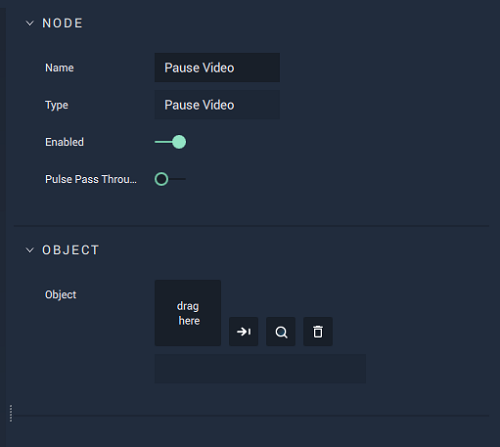 NODE
Name
Pause Video
Type
Pause Video
Enabled
Pulse Pass Throu...
OBJECT
Object
drag
here